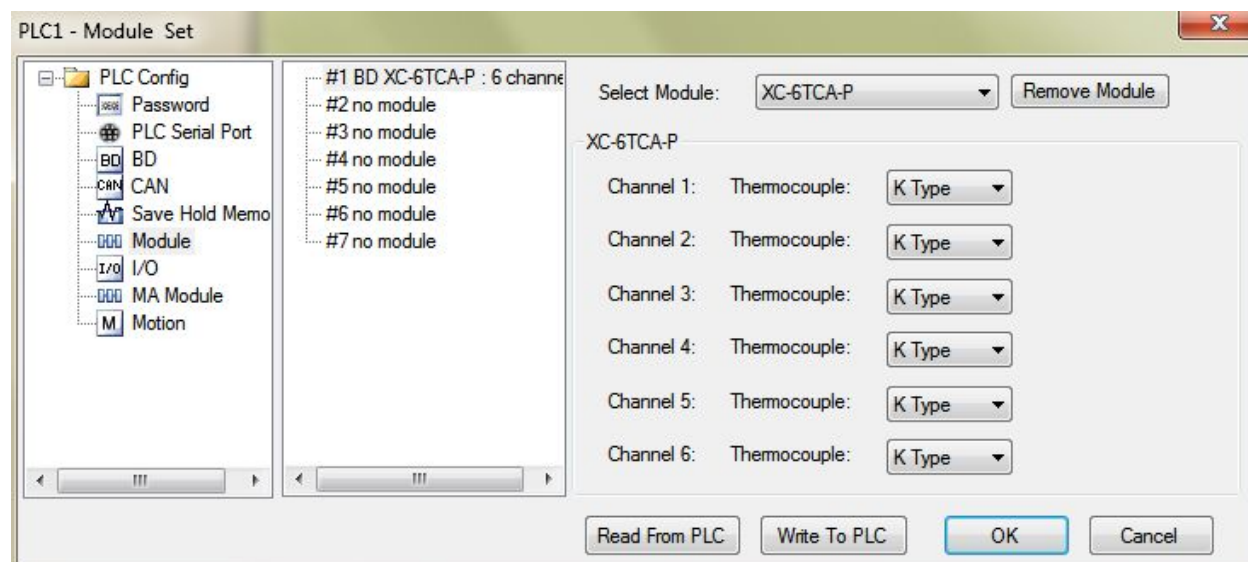 PLC1 - Module Set
X
PLC Config
Password
PLC Serial Port
BD BD
CAN CAN
Save Hold Memo
Module
I/O I/O
MA Module
M Motion
#1 BD XC-6TCA-P : 6 channe
#2 no module
#3 no module
#4 no module
#5 no module
#6 no module
#7 no module
Select Module: XC-6TCA-P Remove Module
XC-6TCA-P
Channel 1: Thermocouple: K Type
Channel 2: Thermocouple: K Type
Channel 3: Thermocouple: K Type
Channel 4: Thermocouple: K Type
Channel 5: Thermocouple: K Type
Channel 6: Thermocouple: K Type
Read From PLC Write To PLC OK Cancel